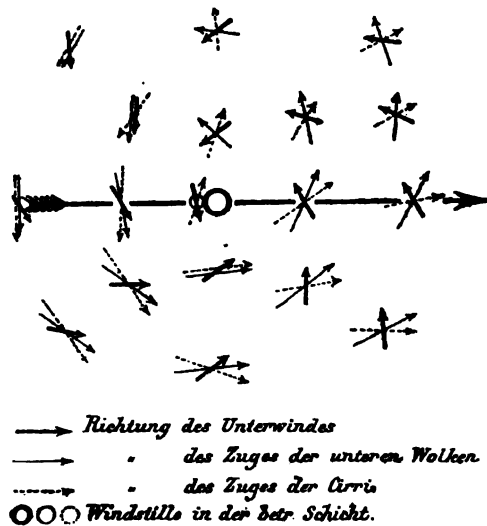 Richtung des Unterwindes
" des Zuges der unteren Wolken
" des Zuges der Cirri.
Windstille in der betr. Schicht.